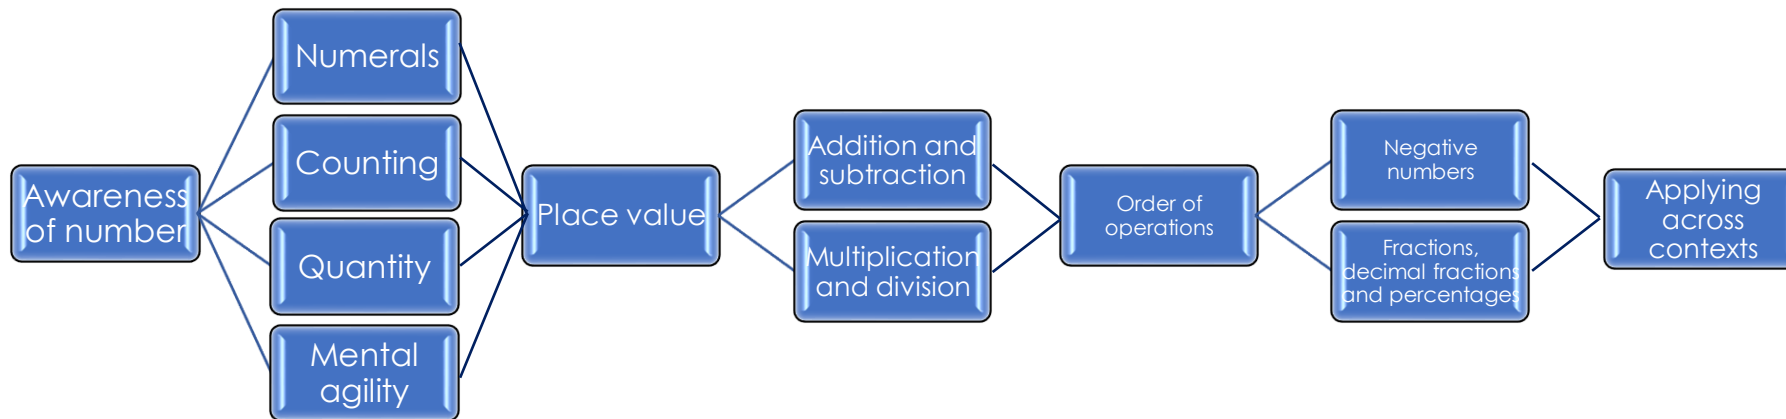 Awareness
of number
Numerals
Counting
Quantity
Mental
agility
Place value
Addition and
subtraction
Multiplication
and division
Order of
operations
Negative
numbers
Fractions,
decimal fractions
and percentages
Applying
across
contexts